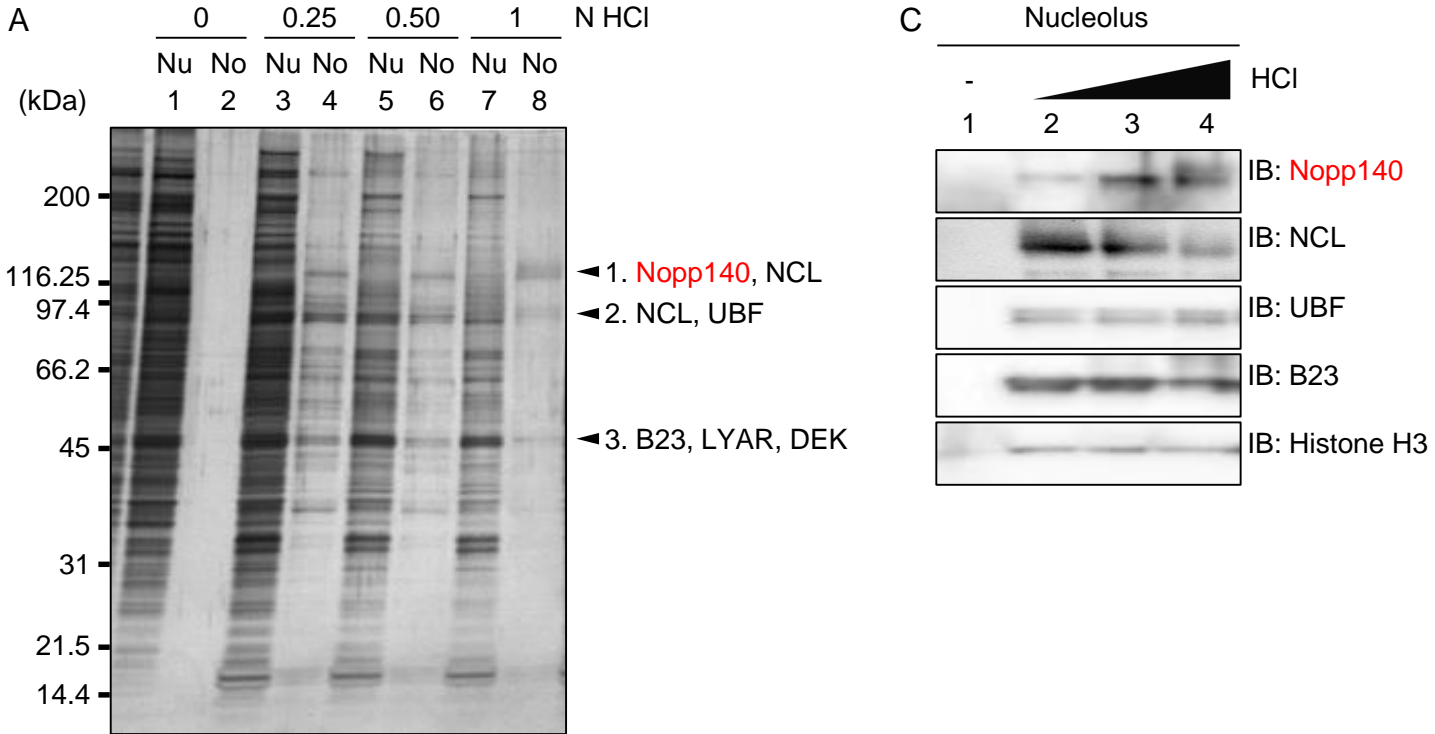 A
0 0.25 0.50 1 N HCl
Nu No Nu No Nu No Nu No
(kDa) 1 2 3 4 5 6 7 8
200
116.25
97.4
66.2
45
31
21.5
14.4
1. Nopp140, NCL
2. NCL, UBF
3. B23, LYAR, DEK
C
Nucleolus
- HCl
1 2 3 4
IB: Nopp140
IB: NCL
IB: UBF
IB: B23
IB: Histone H3